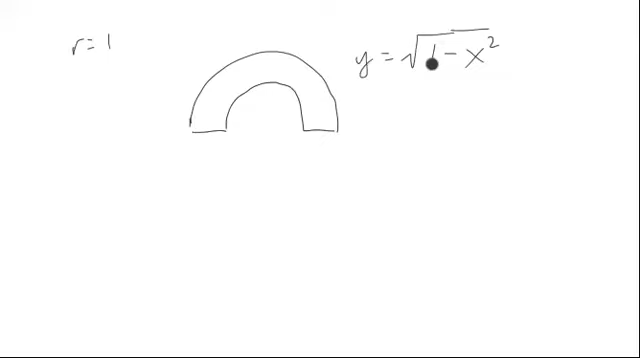 r=1
y = √1-x²